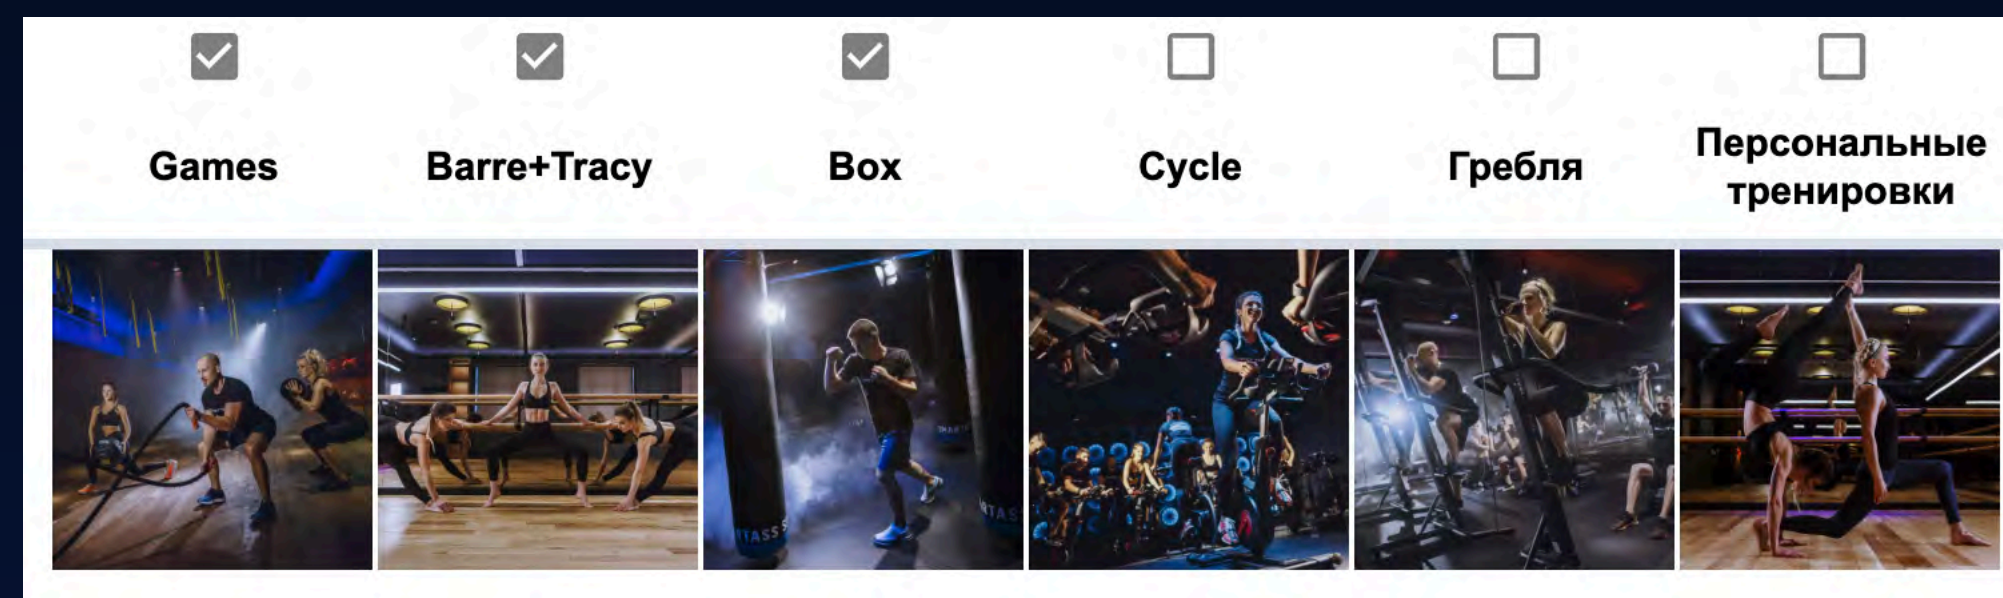 Games
Barre+Tracy
Box
Cycle
Гребля
Персональные
тренировки